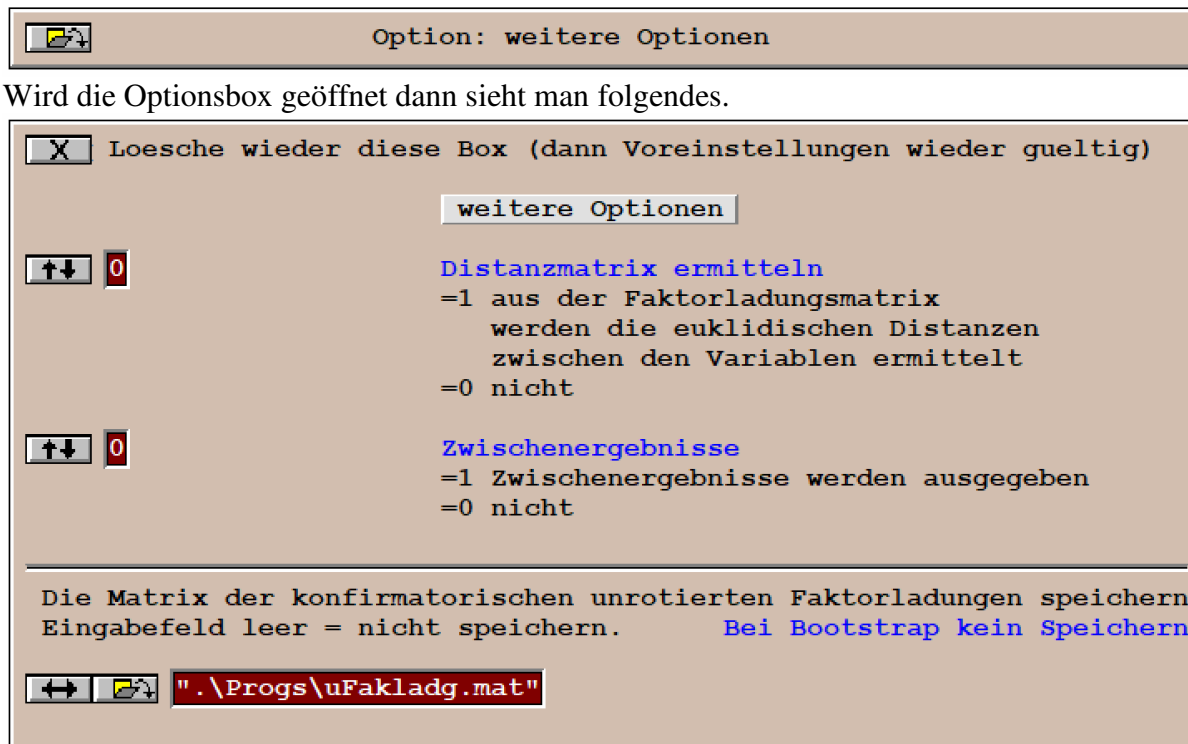 Option: weitere Optionen
Wird die Optionsbox geöffnet dann sieht man folgendes.
X Loesche wieder diese Box (dann Voreinstellungen wieder gueltig)
weitere Optionen
0 Distanzmatrix ermitteln
=1 aus der Faktorladungsmatrix
werden die euklidischen Distanzen
zwischen den Variablen ermittelt
=0 nicht
0 Zwischenergebnisse
=1 Zwischenergebnisse werden ausgegeben
=0 nicht
Die Matrix der konfirmatorischen unrotierten Faktorladungen speichern
Eingabefeld leer = nicht speichern. Bei Bootstrap kein Speichern
".\Progs\uFakladg.mat"